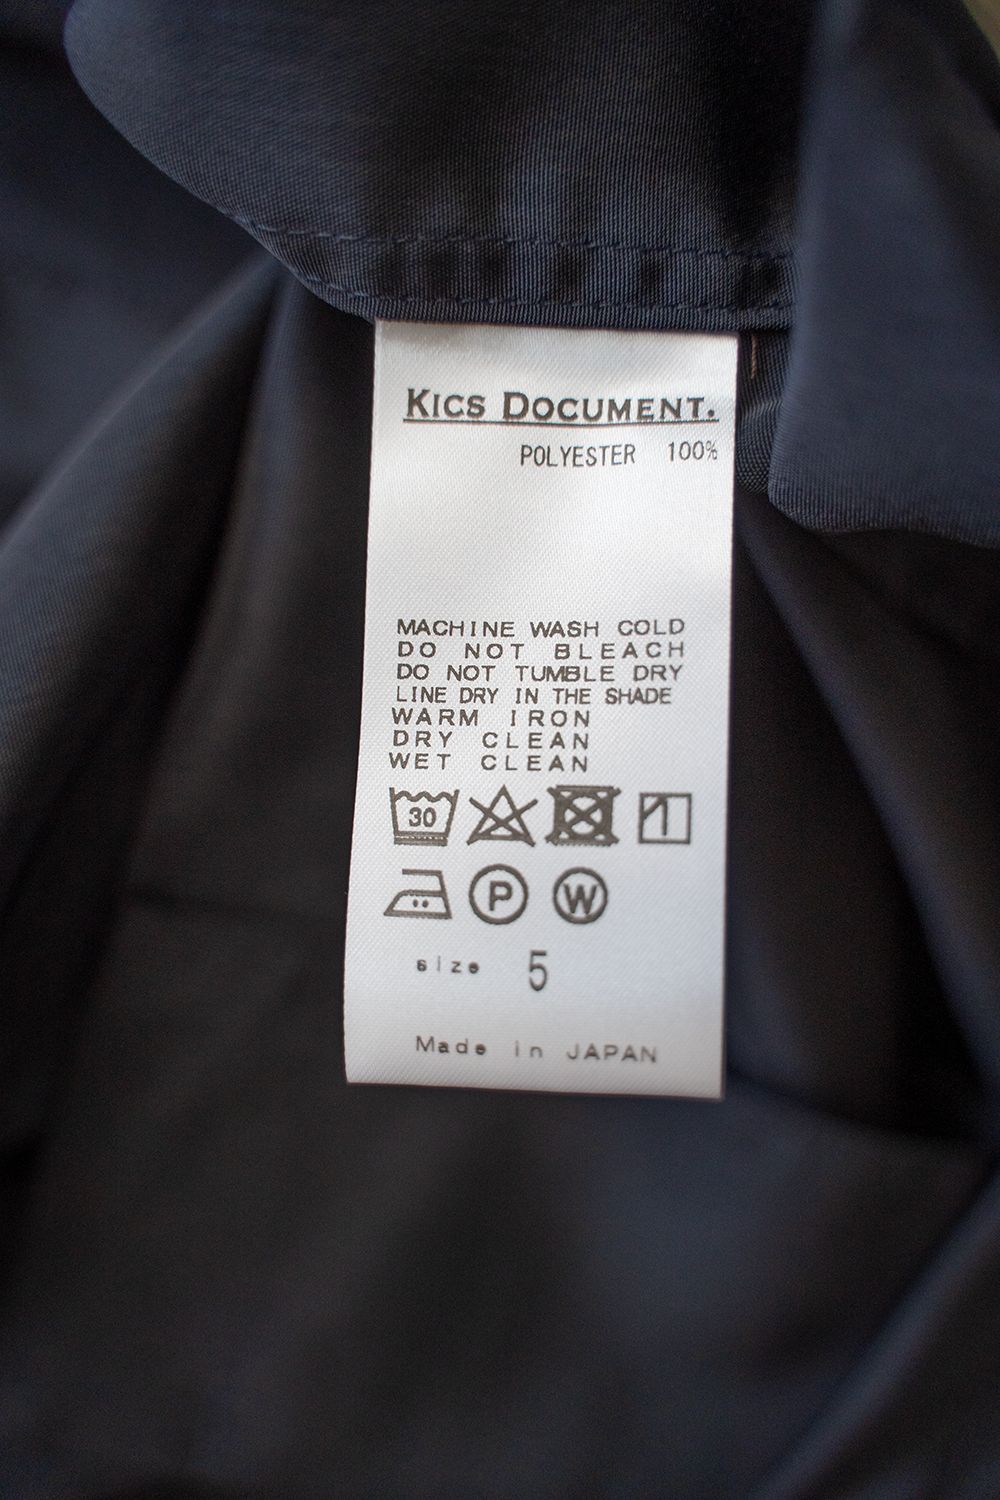 KICS DOCUMENT.
POLYESTER 100%
MACHINE WASH COLD
DO NOT BLEACH
DO NOT TUMBLE DRY
LINE DRY IN THE SHADE
WARM IRON
DRY CLEAN
WET CLEAN
30
P W
size 5
Made in JAPAN